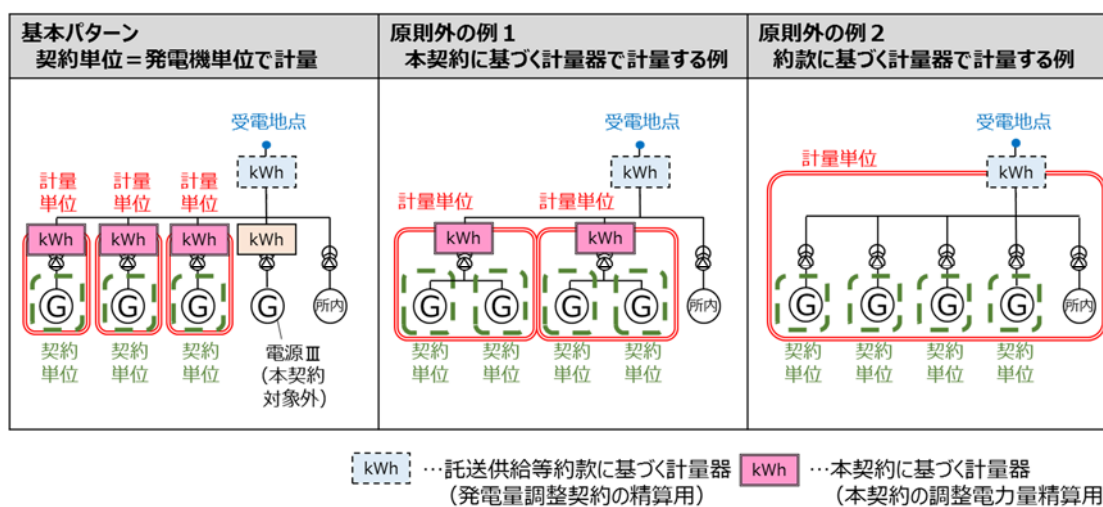 基本パターン
契約単位＝発電機単位で計量
原則外の例１
本契約に基づく計量器で計量する例
原則外の例２
約款に基づく計量器で計量する例
受電地点
kWh
計量
単位
計量
単位
計量
単位
kWh
kWh
kWh
kWh
G
G
G
G
所内
契約
単位
契約
単位
契約
単位
電源Ⅲ
(本契約
対象外)
受電地点
kWh
計量単位
計量単位
kWh
kWh
G
G
G
G
所内
契約
単位
契約
単位
契約
単位
契約
単位
受電地点
計量単位
kWh
G
G
G
G
所内
契約
単位
契約
単位
契約
単位
契約
単位
kWh
…託送供給等約款に基づく計量器
（発電量調整契約の精算用）
kWh
…本契約に基づく計量器
（本契約の調整電力量精算用